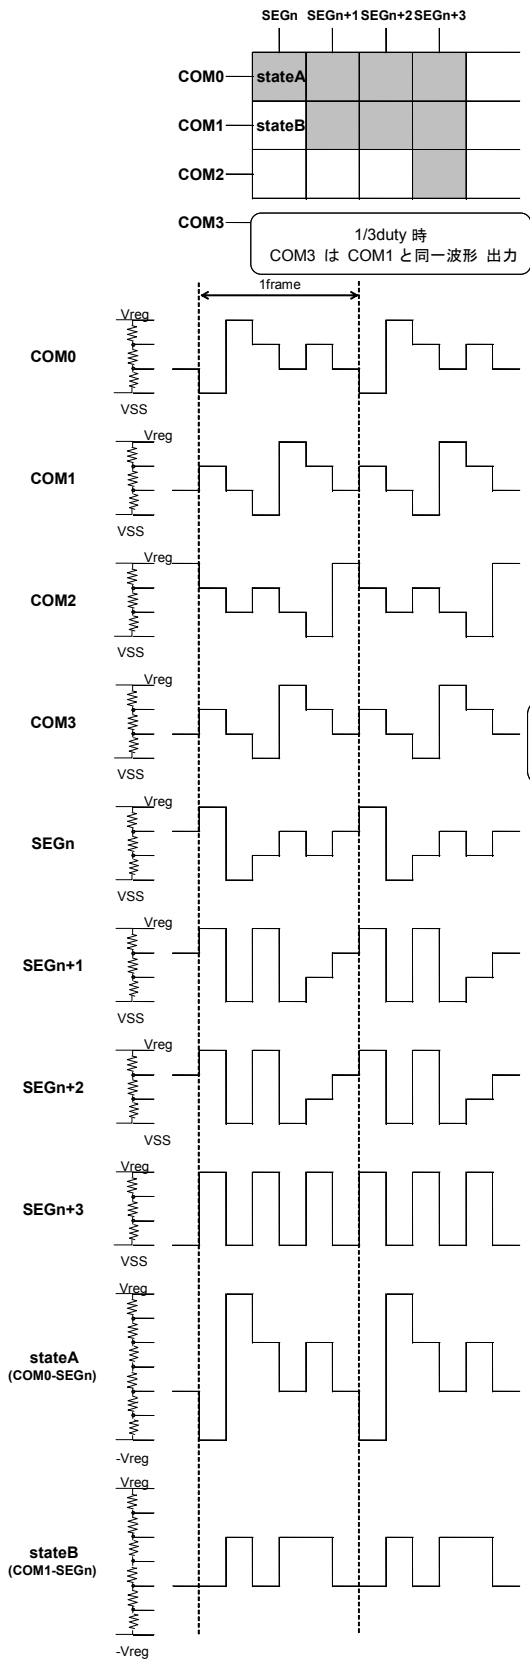 SEGn SEGn+1 SEGn+2 SEGn+3
COM0 stateA
COM1 stateB
COM2
COM3
1/3duty 時
COM3 は COM1 と同一波形 出力
1frame
Vreg
COM0
VSS
Vreg
COM1
VSS
Vreg
COM2
VSS
Vreg
COM3
VSS
Vreg
SEGn
VSS
Vreg
SEGn+1
VSS
Vreg
SEGn+2
VSS
Vreg
SEGn+3
VSS
Vreg
stateA
(COM0-SEGn)
-Vreg
Vreg
stateB
(COM1-SEGn)
-Vreg